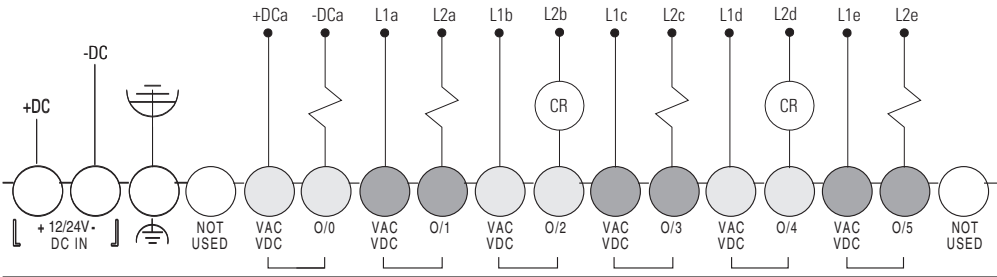 +DCa -DCa L1a L2a L1b L2b L1c L2c L1d L2d L1e L2e
-DC
+DC
CR CR
+ 12/24V - NOT VAC O/0 VAC O/1 VAC O/2 VAC O/3 VAC O/4 VAC O/5 NOT
DC IN USED VDC VDC VDC VDC VDC VDC USED